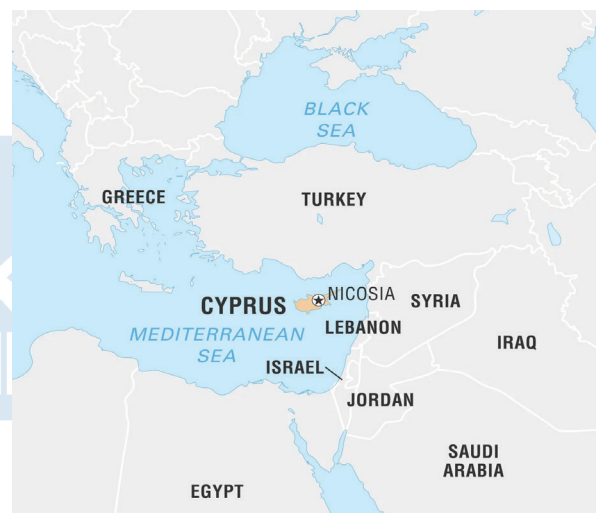 BLACK
SEA
GREECE
TURKEY
CYPRUS
NICOSIA
SYRIA
MEDITERRANEAN
SEA
LEBANON
IRAQ
ISRAEL
JORDAN
SAUDI
ARABIA
EGYPT